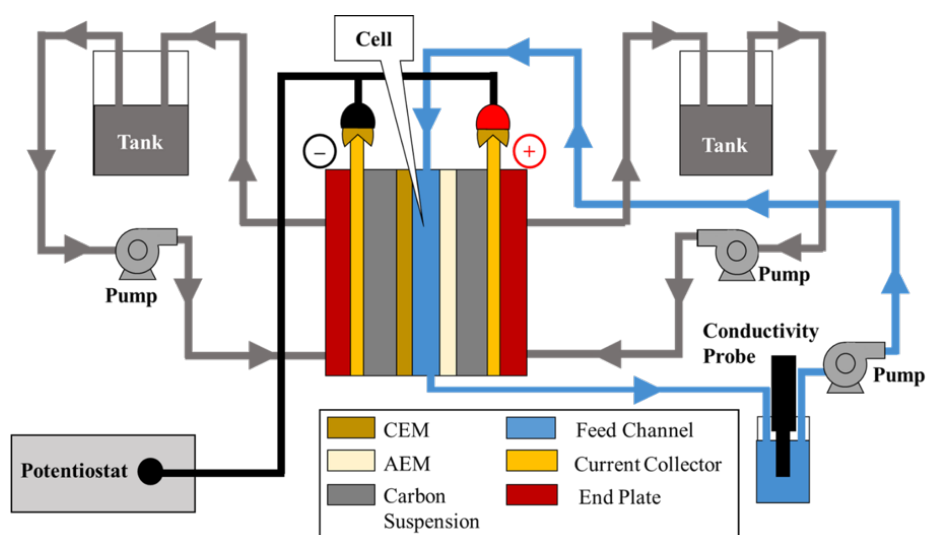 Cell
Tank
Tank
−
+
Pump
Pump
Conductivity
Probe
Pump
Potentiostat
CEM
AEM
Carbon
Suspension
Feed Channel
Current Collector
End Plate